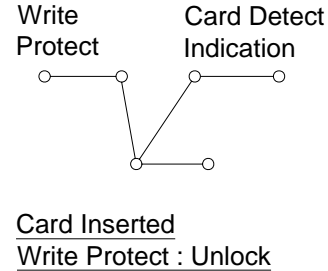 Write
Protect
Card Detect
Indication
Card Inserted
Write Protect : Unlock